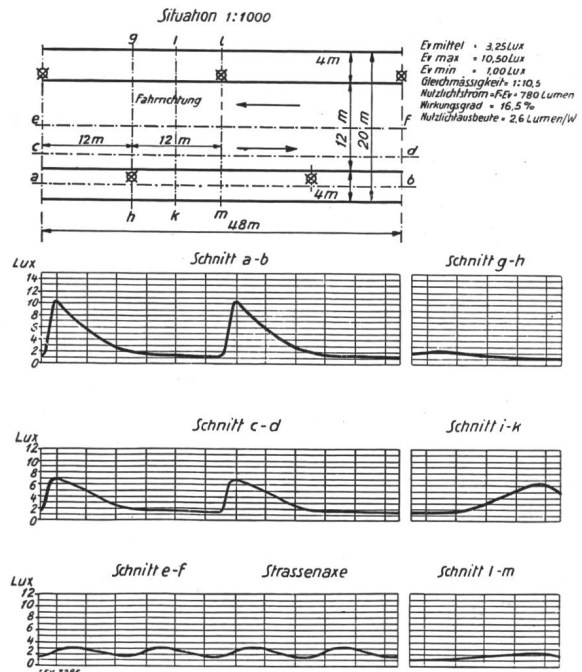 Situation 1:1000
g i l
4m
Fahrrichtung
e f
12m 20m
12m 12 m
c d
a b
4m
h k m
48m
Ev mittel = 3,25 Lux
Ev max = 10,50 Lux
Ev min = 1,00 Lux
Gleichmässigkeit = 1:10,5
Nutzlichtstrom = F·Ev = 780 Lumen
Wirkungsgrad = 16,5 %
Nutzlichtausbeute = 2,6 Lumen/W
Lux Schnitt a-b Schnitt g-h
14
12
10
8
6
4
2
0
Lux Schnitt c-d Schnitt i-k
12
10
8
6
4
2
0
Lux Schnitt e-f Strassenaxe Schnitt l-m
12
10
8
6
4
2
0